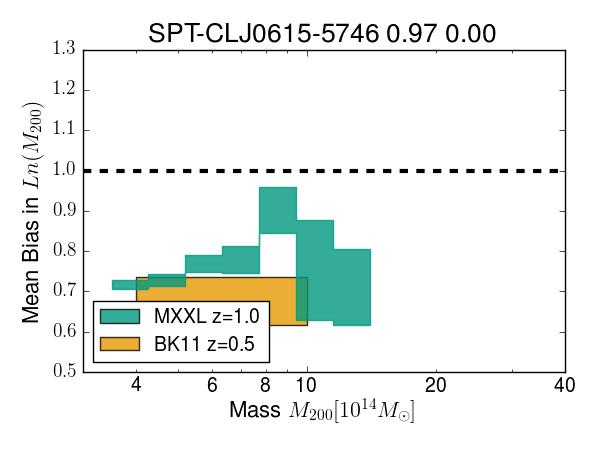 SPT-CLJ0615-5746 0.97 0.00
1.3
1.2
1.1
1.0
0.9
0.8
0.7
0.6
0.5
Mean Bias in Ln(M200)
MXXL z=1.0
BK11 z=0.5
4 6 8 10 20 40
Mass M200[10^14M⊙]